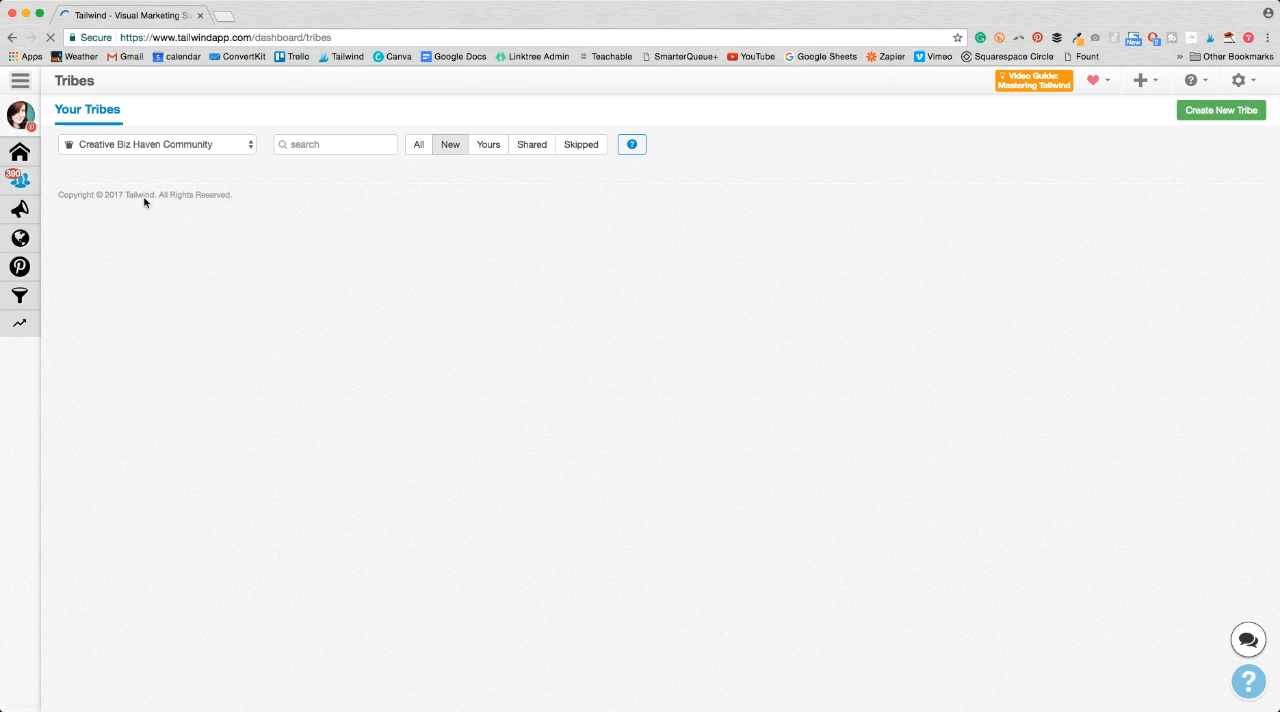 Tailwind - Visual Marketing Su
Secure https://www.tailwindapp.com/dashboard/tribes
Apps Weather Gmail calendar ConvertKit Trello Tailwind Canva Google Docs Linktree Admin Teachable SmarterQueue+ YouTube Google Sheets Zapier Vimeo Squarespace Circle Fount » Other Bookmarks
Tribes
Video Guide:
Mastering Tailwind
Your Tribes
Create New Tribe
Creative Biz Haven Community
search
All New Yours Shared Skipped ?
390
Copyright © 2017 Tailwind. All Rights Reserved.
?